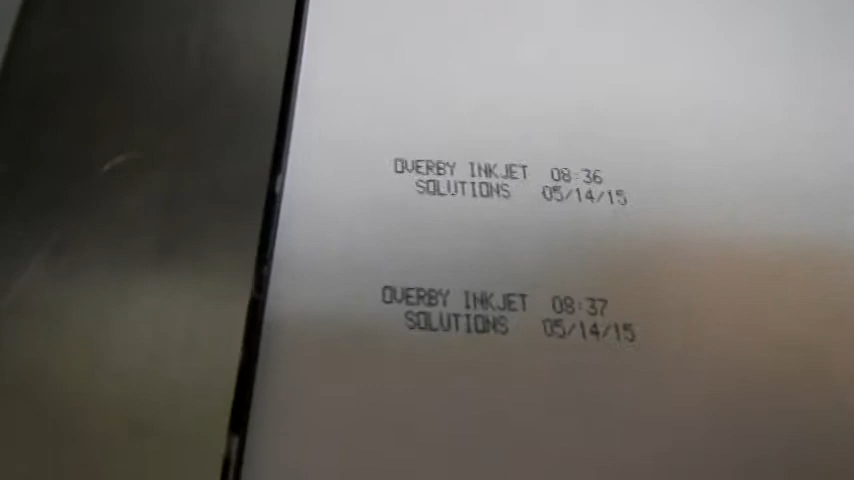 OVERBY INKJET 08:36
SOLUTIONS 05/14/15
OVERBY INKJET 08:37
SOLUTIONS 05/14/15